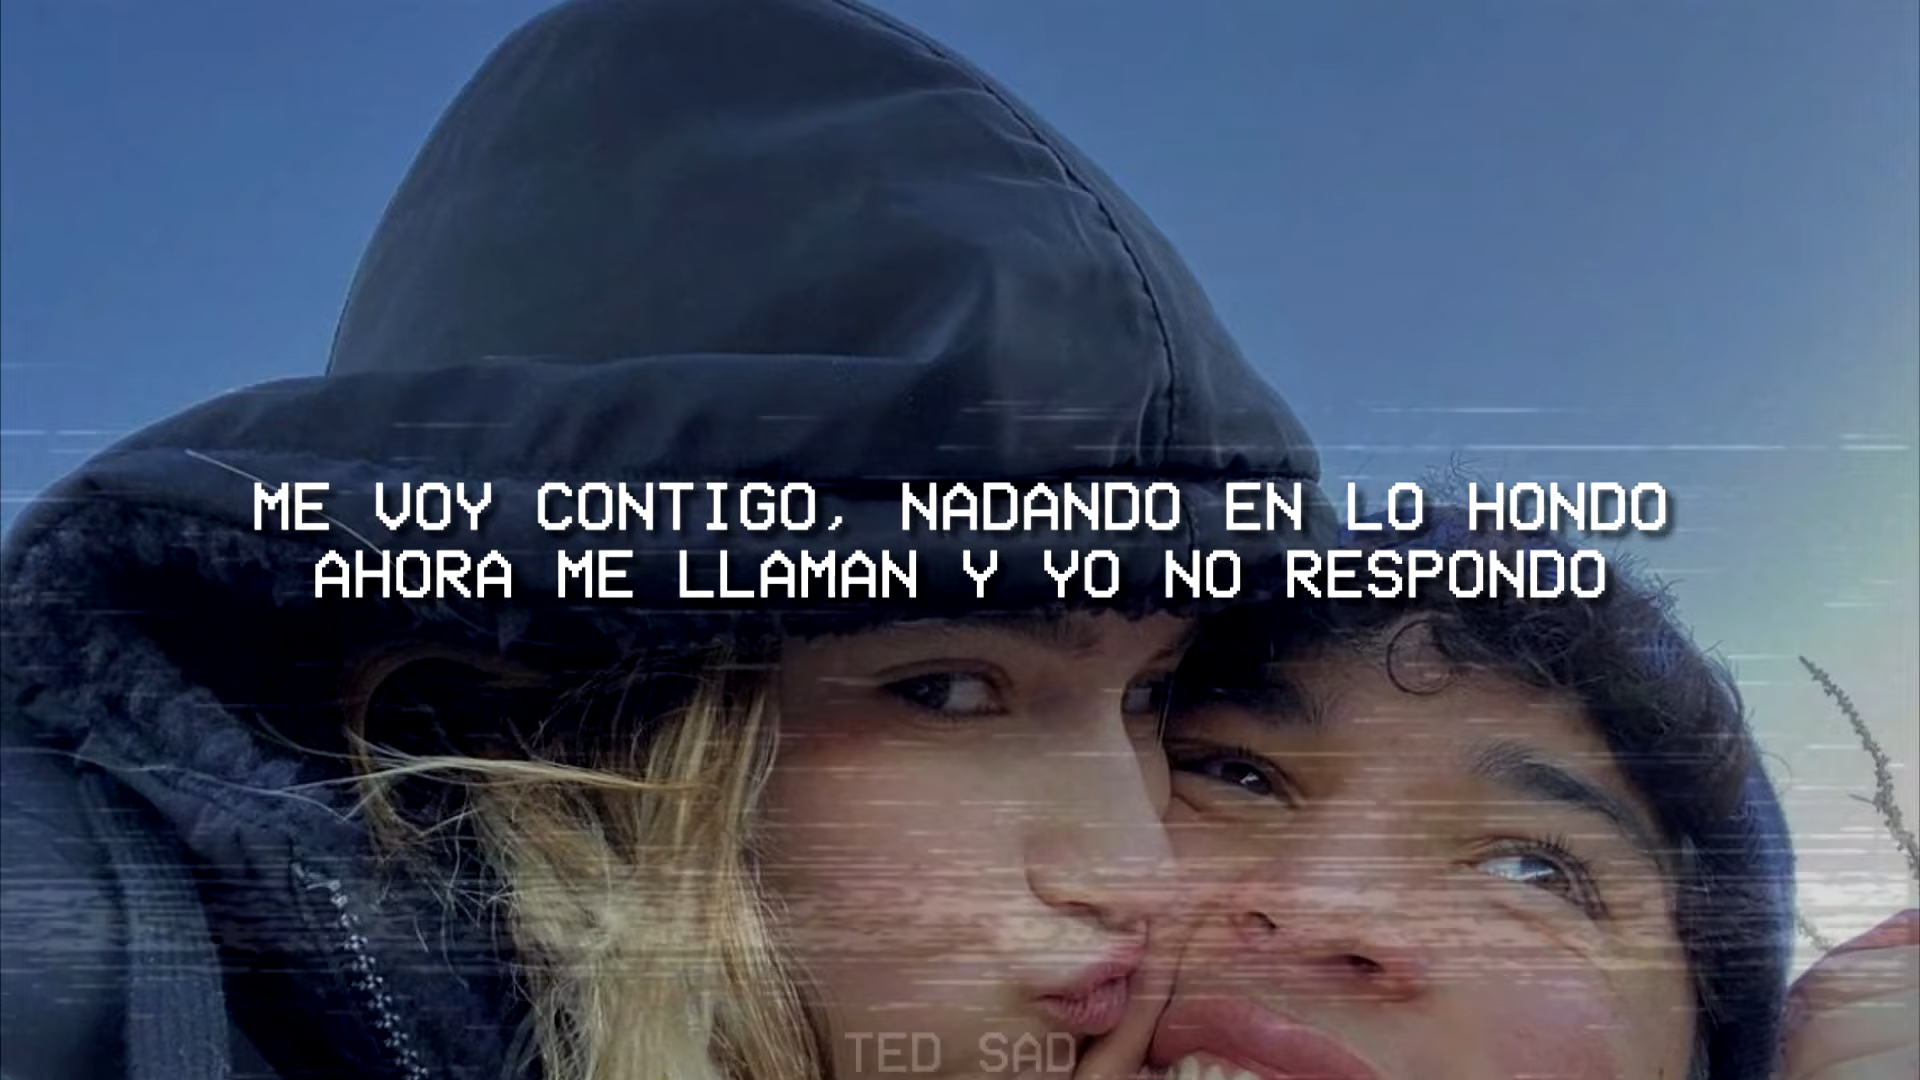 ME VOY CONTIGO, NADANDO EN LO HONDO
AHORA ME LLAMAN Y YO NO RESPONDO
TED SAD